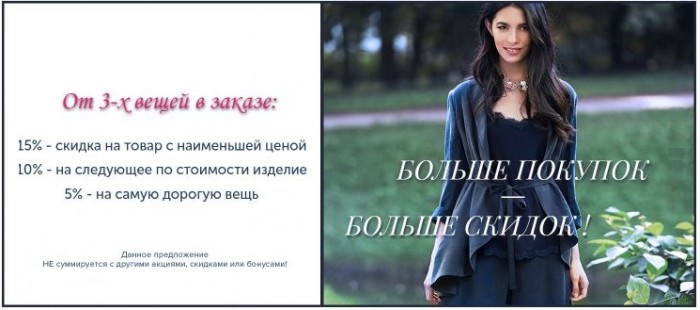 От 3-х вещей в заказе:
15% - скидка на товар с наименьшей ценой
10% - на следующее по стоимости изделие
5% - на самую дорогую вещь
Данное предложение
НЕ суммируется с другими акциями, скидками или бонусами!
БОЛЬШЕ ПОКУПОК
—
БОЛЬШЕ СКИДОК !